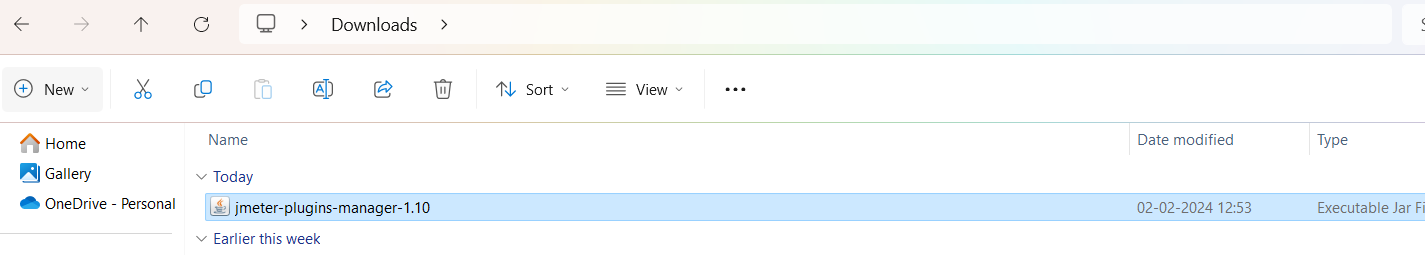 Downloads
New
Sort
View
Home
Gallery
OneDrive - Personal
Name Date modified Type
Today
jmeter-plugins-manager-1.10 02-02-2024 12:53 Executable Jar Fi
Earlier this week